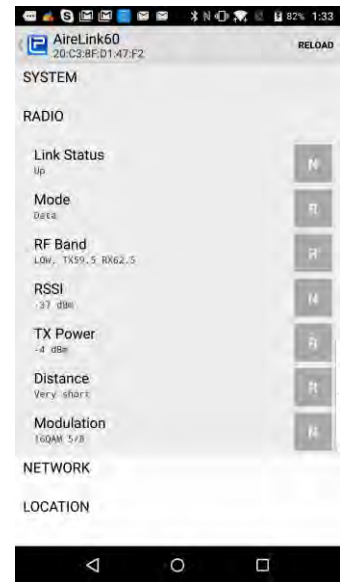 82% 1:33
AireLink60
20:C3:8F:D1:47:F2
RELOAD
SYSTEM
RADIO
Link Status
Up
N
Mode
Data
R
RF Band
LOW, TX59.5 RX62.5
R
RSSI
-37 dBm
N
TX Power
-4 dBm
R
Distance
Very short
R
Modulation
16QAM 5/8
N
NETWORK
LOCATION